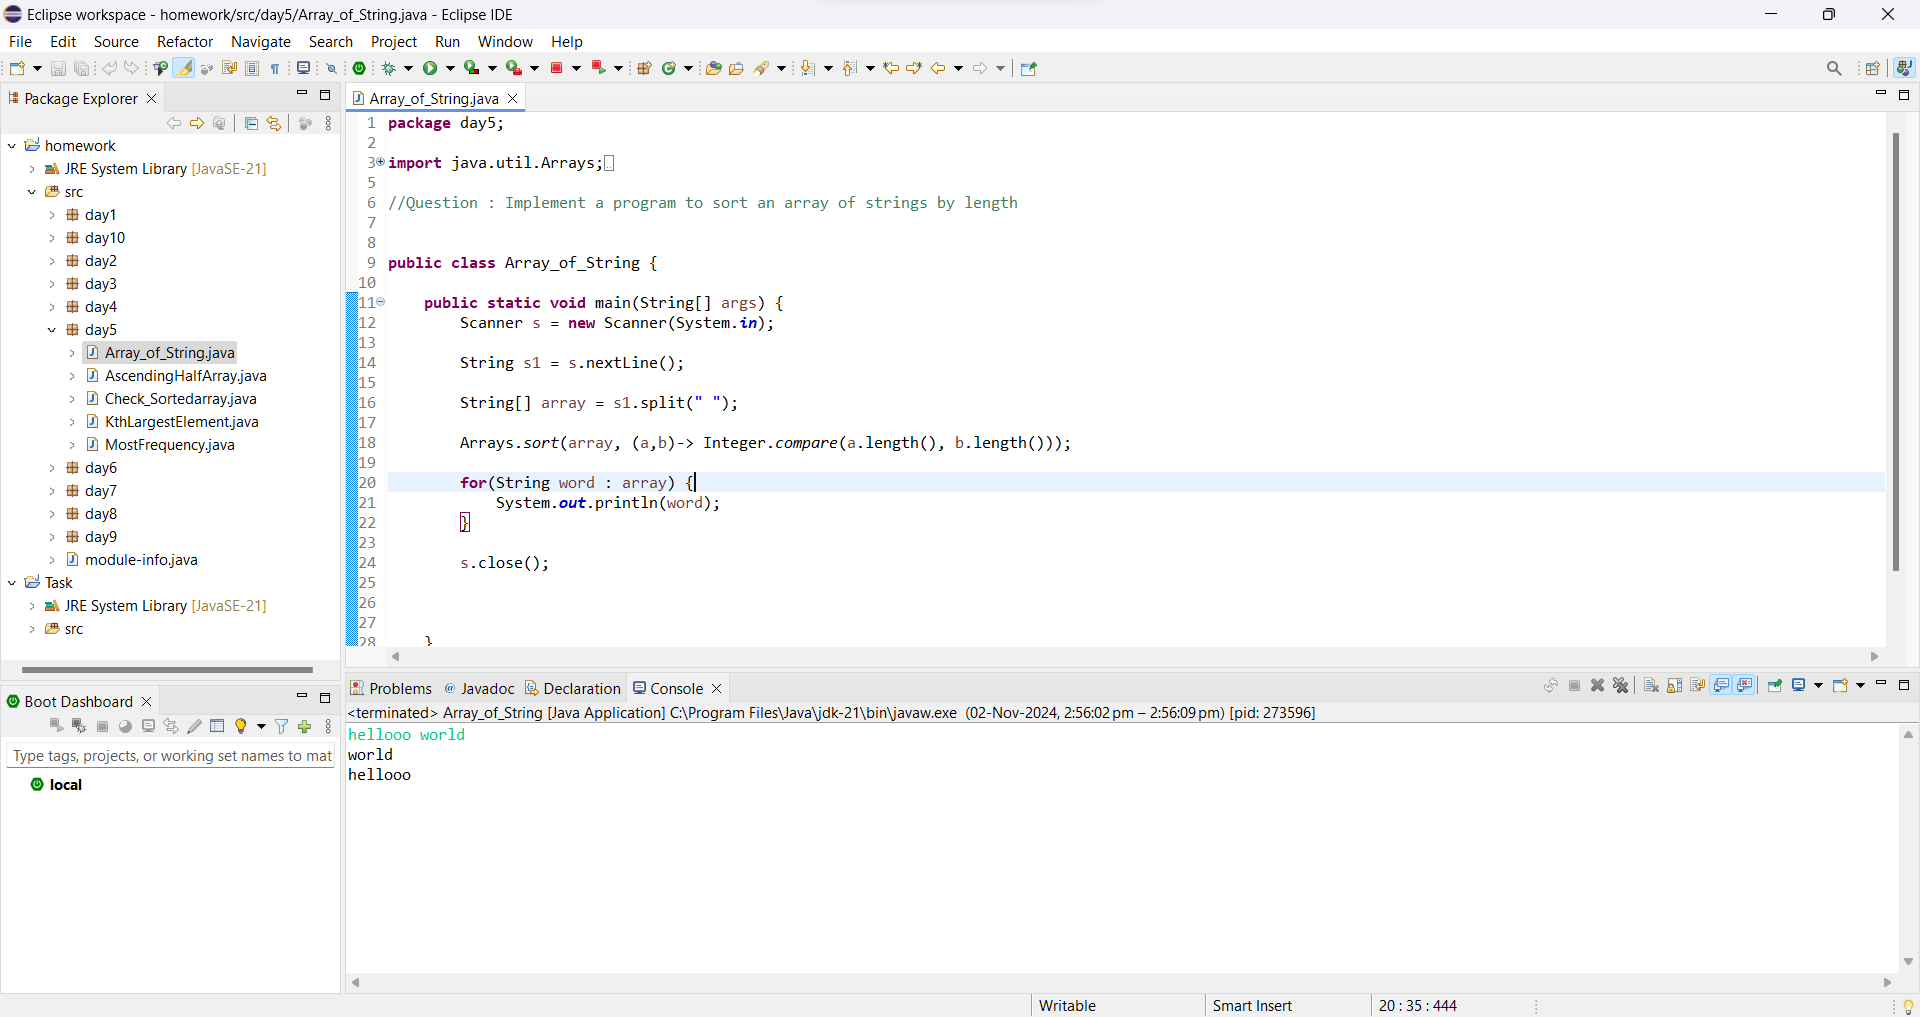 Eclipse workspace - homework/src/day5/Array_of_String.java - Eclipse IDE
File Edit Source Refactor Navigate Search Project Run Window Help
Package Explorer
homework
JRE System Library [JavaSE-21]
src
day1
day10
day2
day3
day4
day5
Array_of_String.java
AscendingHalfArray.java
Check_Sortedarray.java
KthLargestElement.java
MostFrequency.java
day6
day7
day8
day9
module-info.java
Task
JRE System Library [JavaSE-21]
src
Boot Dashboard
Type tags, projects, or working set names to mat
local
Array_of_String.java
1 package day5;
2
3 import java.util.Arrays;
5
6 //Question : Implement a program to sort an array of strings by length
7
8
9 public class Array_of_String {
10
11 public static void main(String[] args) {
12 Scanner s = new Scanner(System.in);
13
14 String s1 = s.nextLine();
15
16 String[] array = s1.split(" ");
17
18 Arrays.sort(array, (a,b)-> Integer.compare(a.length(), b.length()));
19
20 for(String word : array) {
21 System.out.println(word);
22 }
23
24 s.close();
25
26
27
28 }
Problems Javadoc Declaration Console
<terminated> Array_of_String [Java Application] C:\Program Files\Java\jdk-21\bin\javaw.exe (02-Nov-2024, 2:56:02 pm – 2:56:09 pm) [pid: 273596]
hellooo world
world
hellooo
Writable Smart Insert 20 : 35 : 444